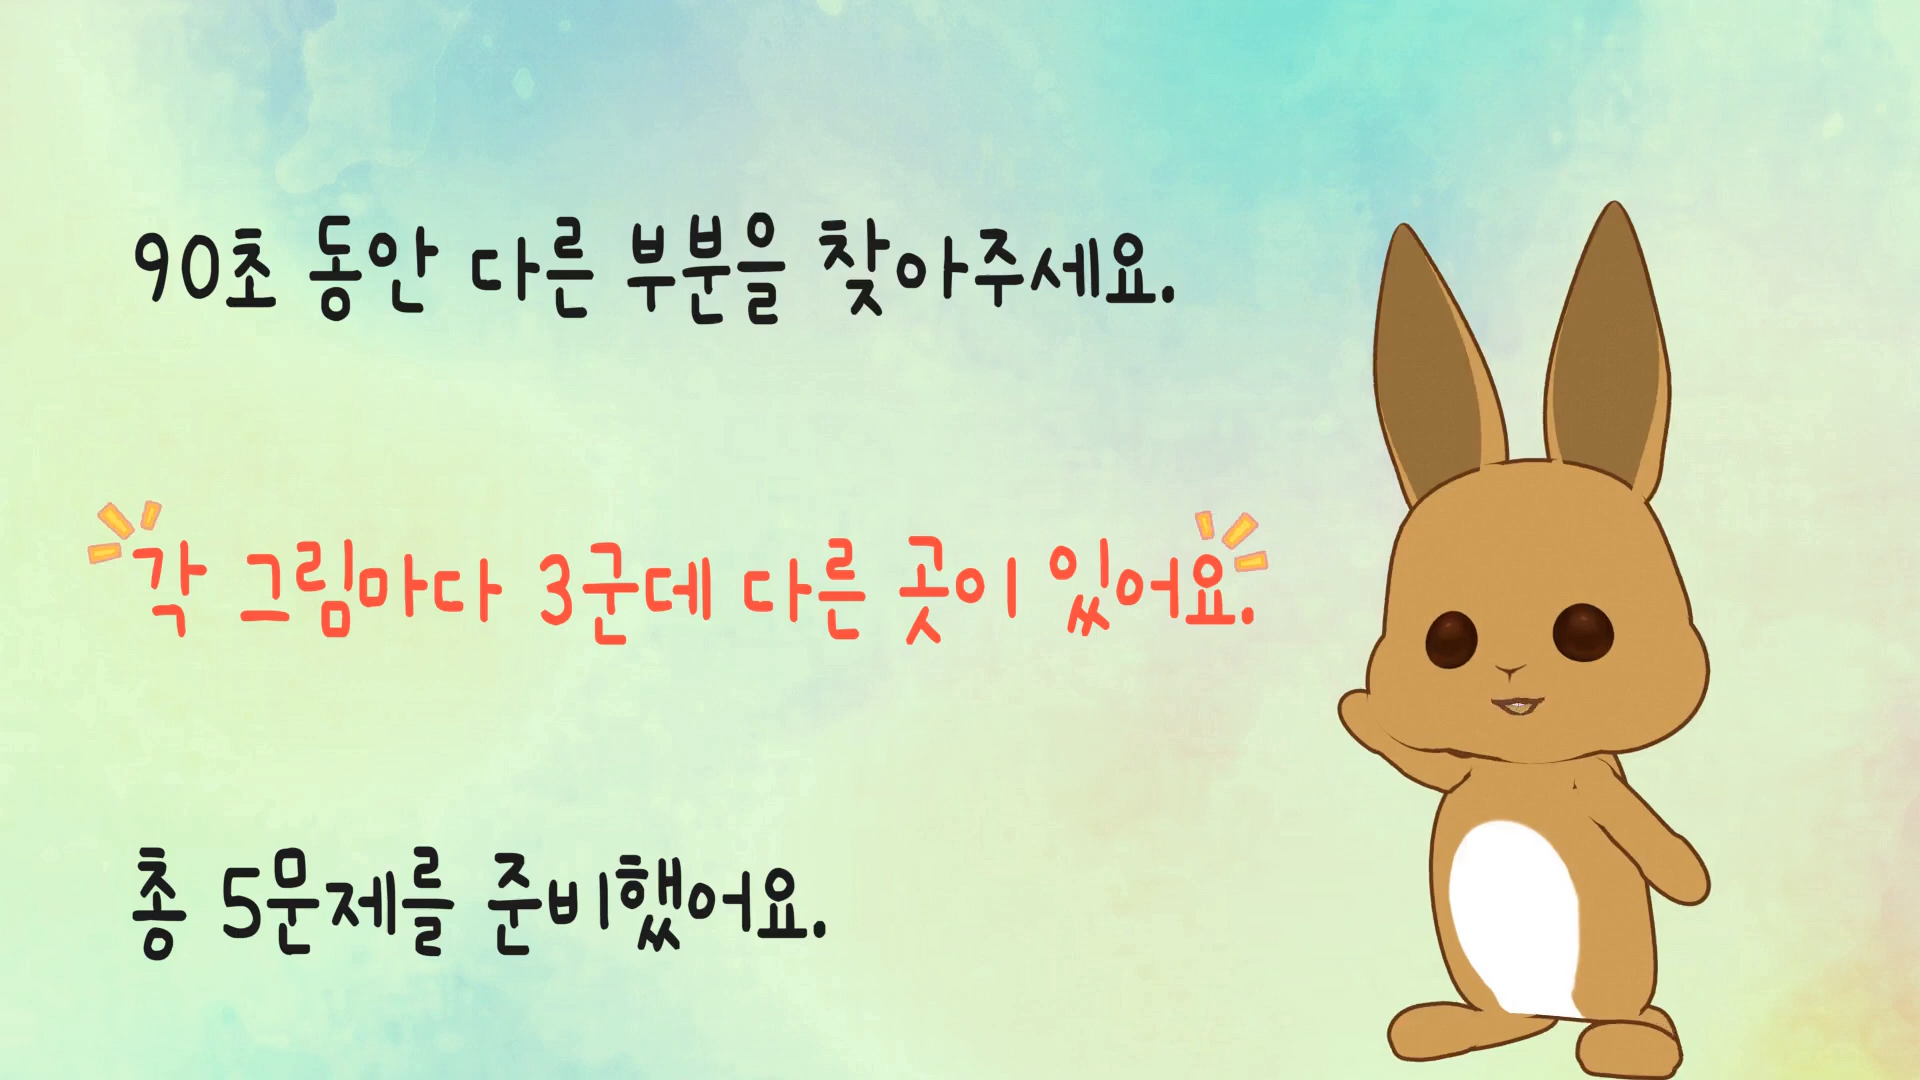 90초 동안 다른 부분을 찾아주세요.
각 그림마다 3군데 다른 곳이 있어요.
총 5문제를 준비했어요.